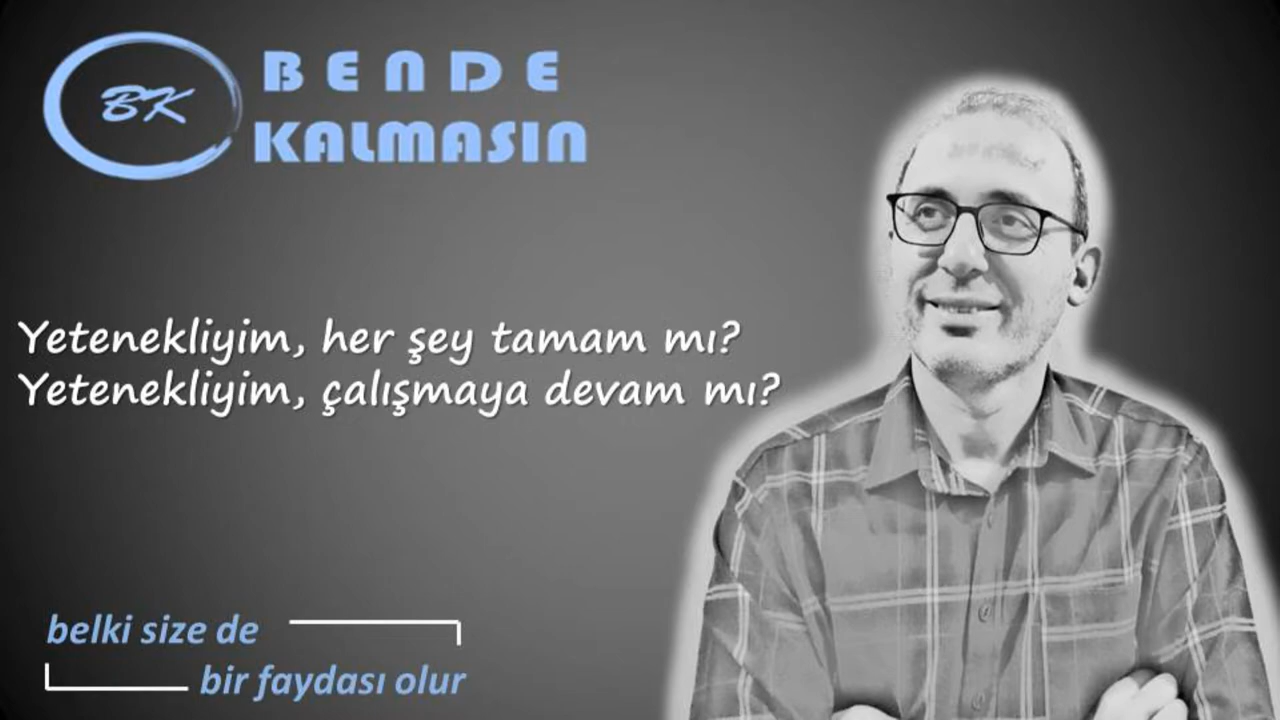 BK
BENDE
KALMASIN
Yetenekliyim, her şey tamam mı?
Yetenekliyim, çalışmaya devam mı?
belki size de
bir faydası olur